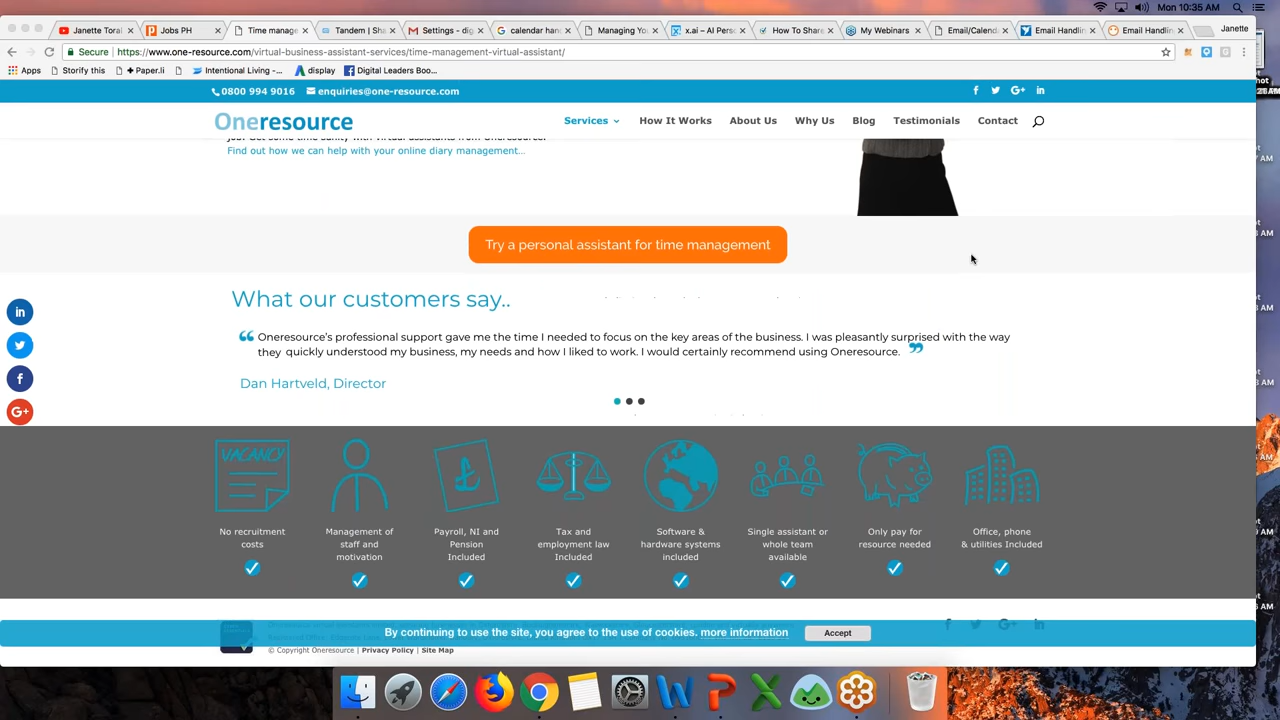 Mon 10:35 AM
Janette Torai
Jobs PH
Time manage
Tandem | Sha
Settings - dig
calendar hand
Managing You
x.ai – AI Perso
How To Share
My Webinars
Email/Calend
Email Handlin
Email Handlin
Janette
Secure | https://www.one-resource.com/virtual-business-assistant-services/time-management-virtual-assistant/
Apps
Storify this
Paper.li
Intentional Living -...
display
Digital Leaders Boo...
0800 994 9016
enquiries@one-resource.com
Oneresource
Services
How It Works
About Us
Why Us
Blog
Testimonials
Contact
Find out how we can help with your online diary management...
Try a personal assistant for time management
What our customers say..
Oneresource's professional support gave me the time I needed to focus on the key areas of the business. I was pleasantly surprised with the way
they quickly understood my business, my needs and how I liked to work. I would certainly recommend using Oneresource.
Dan Hartveld, Director
VACANCY
No recruitment
costs
Management of
staff and
motivation
Payroll, NI and
Pension
Included
Tax and
employment law
Included
Software &
hardware systems
included
Single assistant or
whole team
available
Only pay for
resource needed
Office, phone
& utilities Included
By continuing to use the site, you agree to the use of cookies. more information
Accept
© Copyright Oneresource | Privacy Policy | Site Map